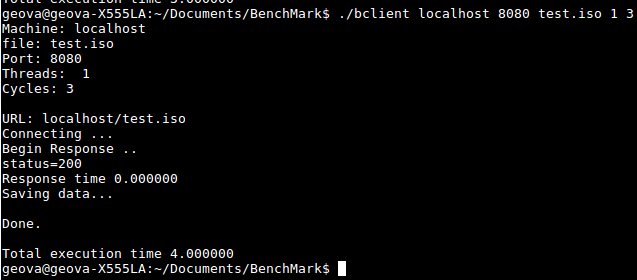 Total execution time 3.000000
geova@geova-X555LA:~/Documents/BenchMark$ ./bclient localhost 8080 test.iso 1 3
Machine: localhost
file: test.iso
Port: 8080
Threads:  1
Cycles: 3
URL: localhost/test.iso
Connecting ...
Begin Response ..
status=200
Response time 0.000000
Saving data...
Done.
Total execution time 4.000000
geova@geova-X555LA:~/Documents/BenchMark$